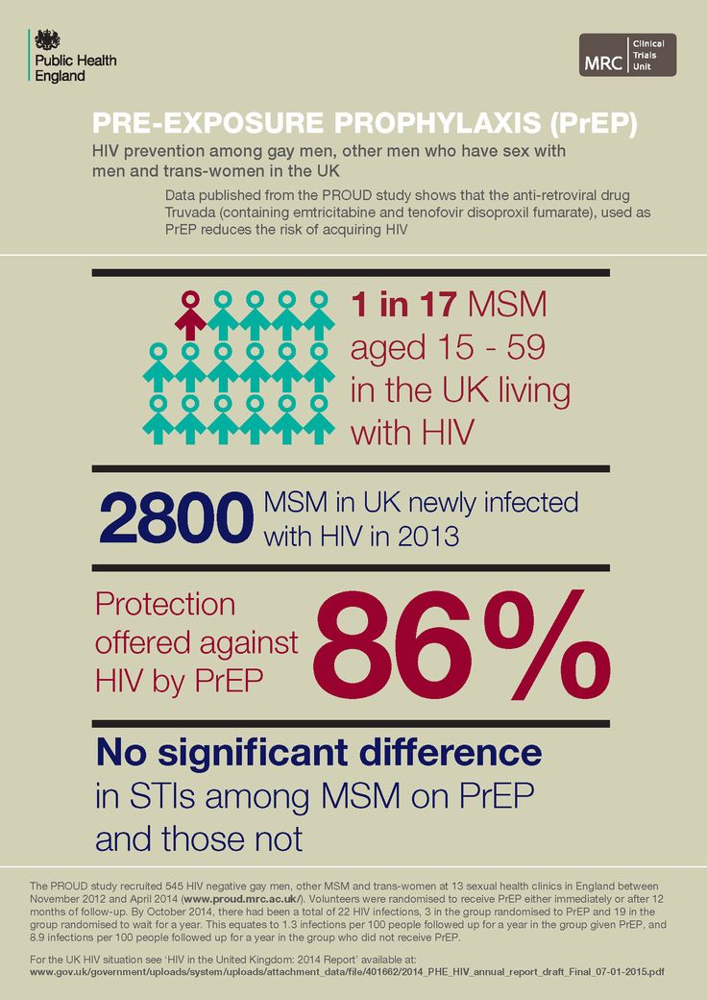 Public Health
England
MRC
Clinical
Trials
Unit
PRE-EXPOSURE PROPHYLAXIS (PrEP)
HIV prevention among gay men, other men who have sex with
men and trans-women in the UK
Data published from the PROUD study shows that the anti-retroviral drug
Truvada (containing emtricitabine and tenofovir disoproxil fumarate), used as
PrEP reduces the risk of acquiring HIV
1 in 17 MSM
aged 15 - 59
in the UK living
with HIV
2800
MSM in UK newly infected
with HIV in 2013
Protection
offered against
HIV by PrEP
86%
No significant difference
in STIs among MSM on PrEP
and those not
The PROUD study recruited 545 HIV negative gay men, other MSM and trans-women at 13 sexual health clinics in England between
November 2012 and April 2014 (www.proud.mrc.ac.uk/). Volunteers were randomised to receive PrEP either immediately or after 12
months of follow-up. By October 2014, there had been a total of 22 HIV infections, 3 in the group randomised to PrEP and 19 in the
group randomised to wait for a year. This equates to 1.3 infections per 100 people followed up for a year in the group given PrEP, and
8.9 infections per 100 people followed up for a year in the group who did not receive PrEP.
For the UK HIV situation see 'HIV in the United Kingdom: 2014 Report' available at:
www.gov.uk/government/uploads/system/uploads/attachment_data/file/401662/2014_PHE_HIV_annual_report_draft_Final_07-01-2015.pdf